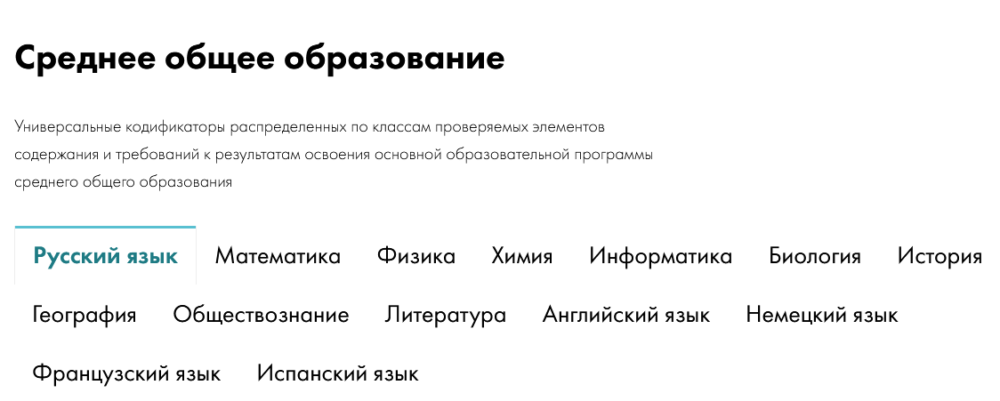 Среднее общее образование
Универсальные кодификаторы распределенных по классам проверяемых элементов
содержания и требований к результатам освоения основной образовательной программы
среднего общего образования
Русский язык Математика Физика Химия Информатика Биология История
География Обществознание Литература Английский язык Немецкий язык
Французский язык Испанский язык